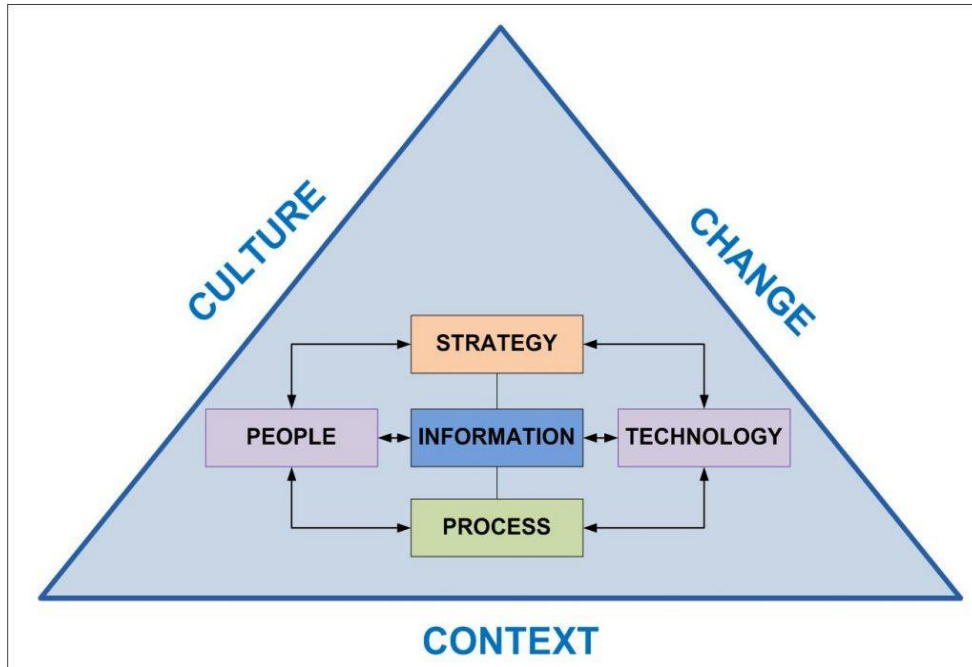 CULTURE
CHANGE
STRATEGY
PEOPLE
INFORMATION
TECHNOLOGY
PROCESS
CONTEXT